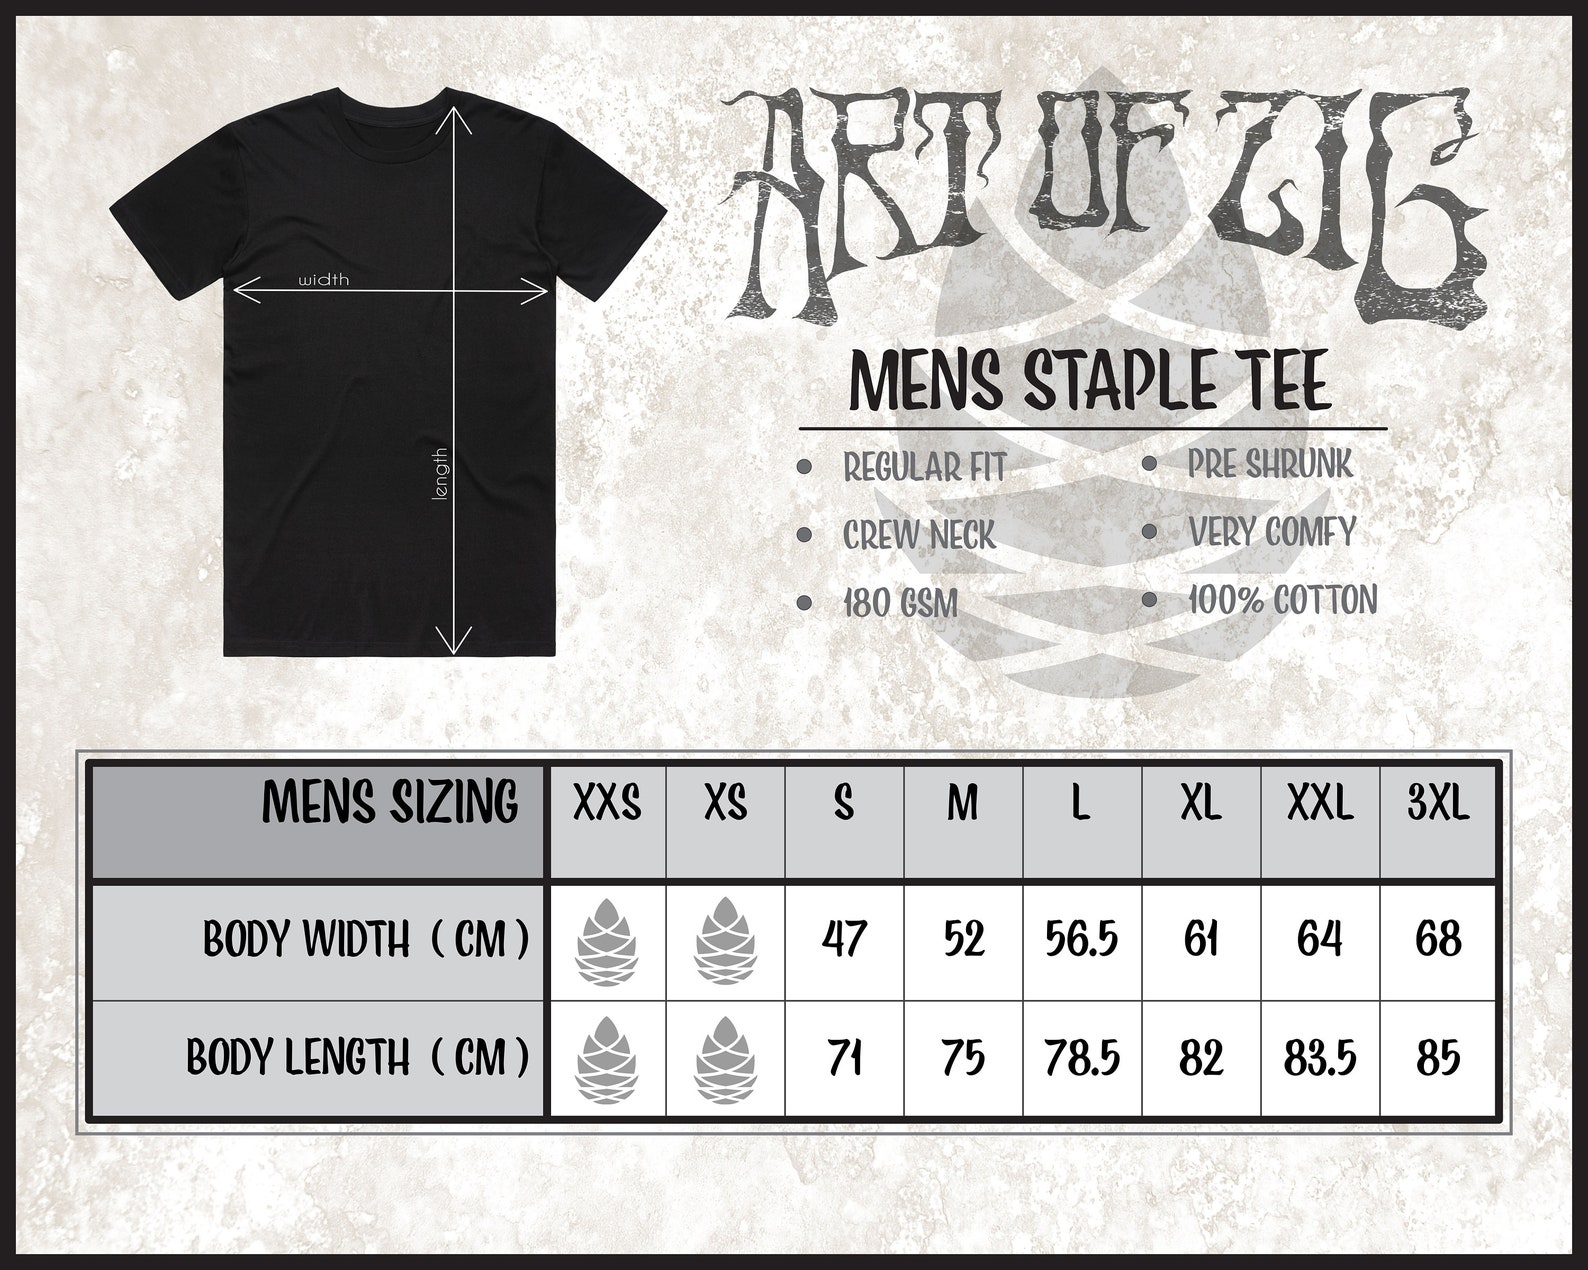 ART OF ZIG
width
length
MENS STAPLE TEE
REGULAR FIT
PRE SHRUNK
CREW NECK
VERY COMFY
180 GSM
100% COTTON
MENS SIZING XXS XS S M L XL XXL 3XL
BODY WIDTH ( CM ) 47 52 56.5 61 64 68
BODY LENGTH ( CM ) 71 75 78.5 82 83.5 85